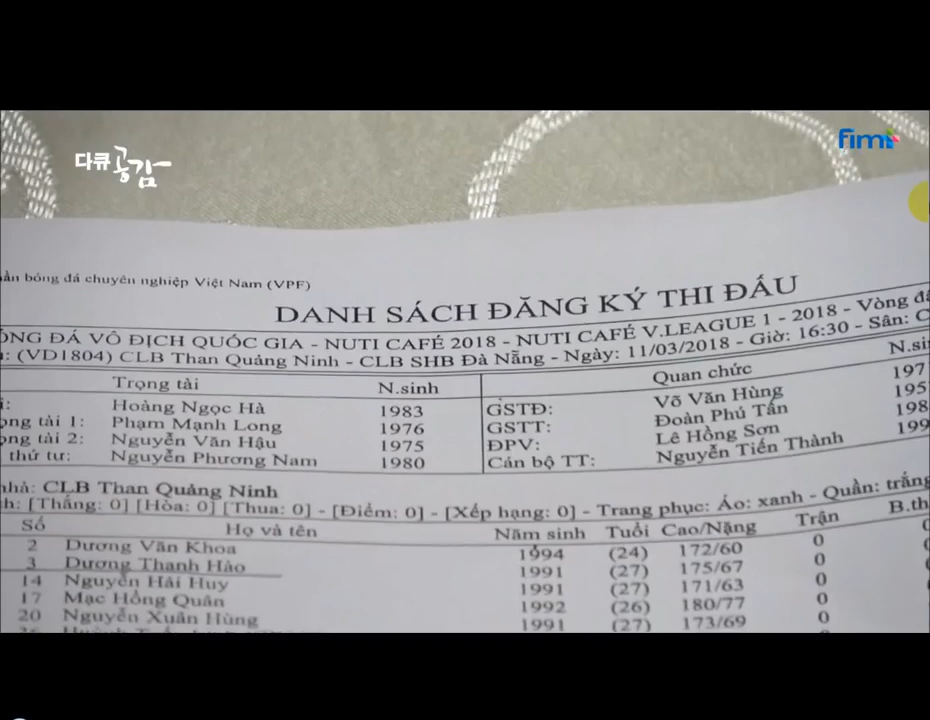 다큐 공감
fim
ần bóng đá chuyên nghiệp Việt Nam (VPF)
DANH SÁCH ĐĂNG KÝ THI ĐẤU
ÓNG ĐÁ VÔ ĐỊCH QUỐC GIA - NUTI CAFÉ 2018 - NUTI CAFÉ V.LEAGUE 1 - 2018 - Vòng đấ
: (VD1804) CLB Than Quảng Ninh - CLB SHB Đà Nẵng - Ngày: 11/03/2018 - Giờ: 16:30 - Sân: C
Trọng tài N.sinh Quan chức N.si
i: Hoàng Ngọc Hà 1983 GSTĐ: Võ Văn Hùng 197
ọng tài 1: Phạm Mạnh Long 1976 GSTT: Đoàn Phú Tấn 195
ọng tài 2: Nguyễn Văn Hậu 1975 ĐPV: Lê Hồng Sơn 198
thứ tư: Nguyễn Phương Nam 1980 Cán bộ TT: Nguyễn Tiến Thành 199
nhà: CLB Than Quảng Ninh
ch: [Thắng: 0] [Hòa: 0] [Thua: 0] - [Điểm: 0] - [Xếp hạng: 0] - Trang phục: Áo: xanh - Quần: trắng
Số Họ và tên Năm sinh Tuổi Cao/Nặng Trận B.th
2 Dương Văn Khoa 1994 (24) 172/60 0
3 Dương Thanh Hào 1991 (27) 175/67 0
14 Nguyễn Hải Huy 1991 (27) 171/63 0
17 Mạc Hồng Quân 1992 (26) 180/77 0
20 Nguyễn Xuân Hùng 1991 (27) 173/69 0